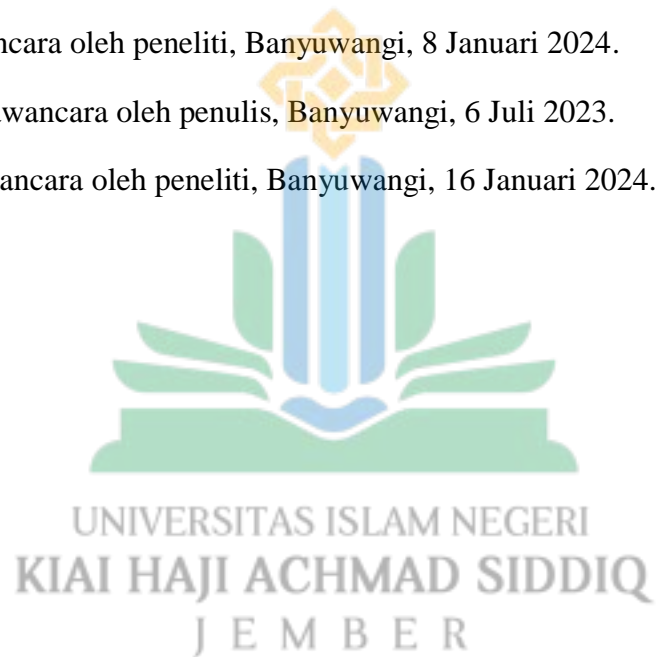 ncara oleh peneliti, Banyuwangi, 8 Januari 2024.
wancara oleh penulis, Banyuwangi, 6 Juli 2023.
ancara oleh peneliti, Banyuwangi, 16 Januari 2024.
UNIVERSITAS ISLAM NEGERI
KIAI HAJI ACHMAD SIDDIQ
JEMBER